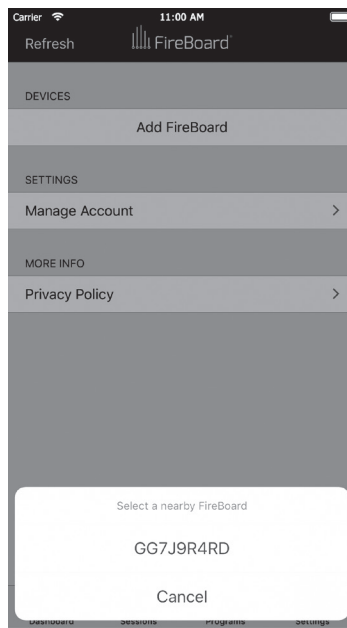 Carrier 11:00 AM
Refresh FireBoard
DEVICES
Add FireBoard
SETTINGS
Manage Account
MORE INFO
Privacy Policy
Select a nearby FireBoard
GG7J9R4RD
Cancel
Dashboard Sessions Programs Settings